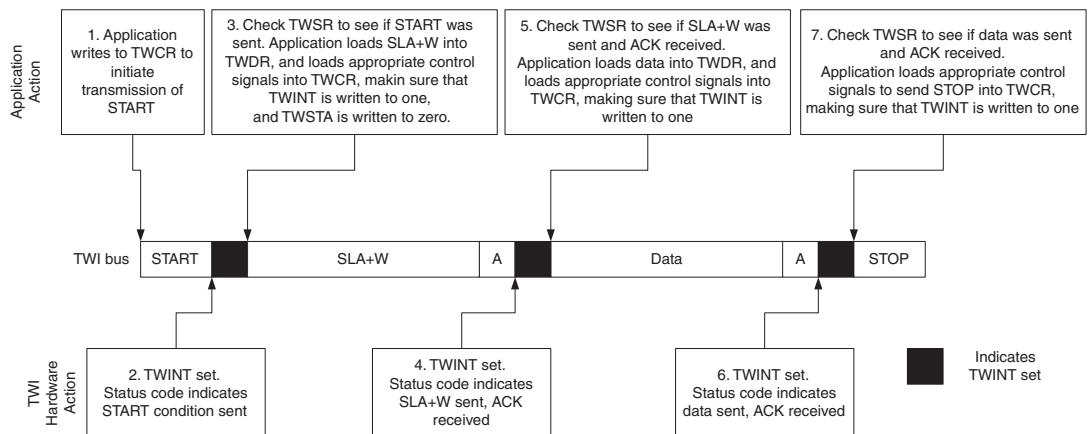 Application
Action
1. Application
writes to TWCR to
initiate
transmission of
START
3. Check TWSR to see if START was
sent. Application loads SLA+W into
TWDR, and loads appropriate control
signals into TWCR, makin sure that
TWINT is written to one,
and TWSTA is written to zero.
5. Check TWSR to see if SLA+W was
sent and ACK received.
Application loads data into TWDR, and
loads appropriate control signals into
TWCR, making sure that TWINT is
written to one
7. Check TWSR to see if data was sent
and ACK received.
Application loads appropriate control
signals to send STOP into TWCR,
making sure that TWINT is written to one
TWI bus
START
SLA+W
A
Data
A
STOP
TWI
Hardware
Action
2. TWINT set.
Status code indicates
START condition sent
4. TWINT set.
Status code indicates
SLA+W sent, ACK
received
6. TWINT set.
Status code indicates
data sent, ACK received
Indicates
TWINT set